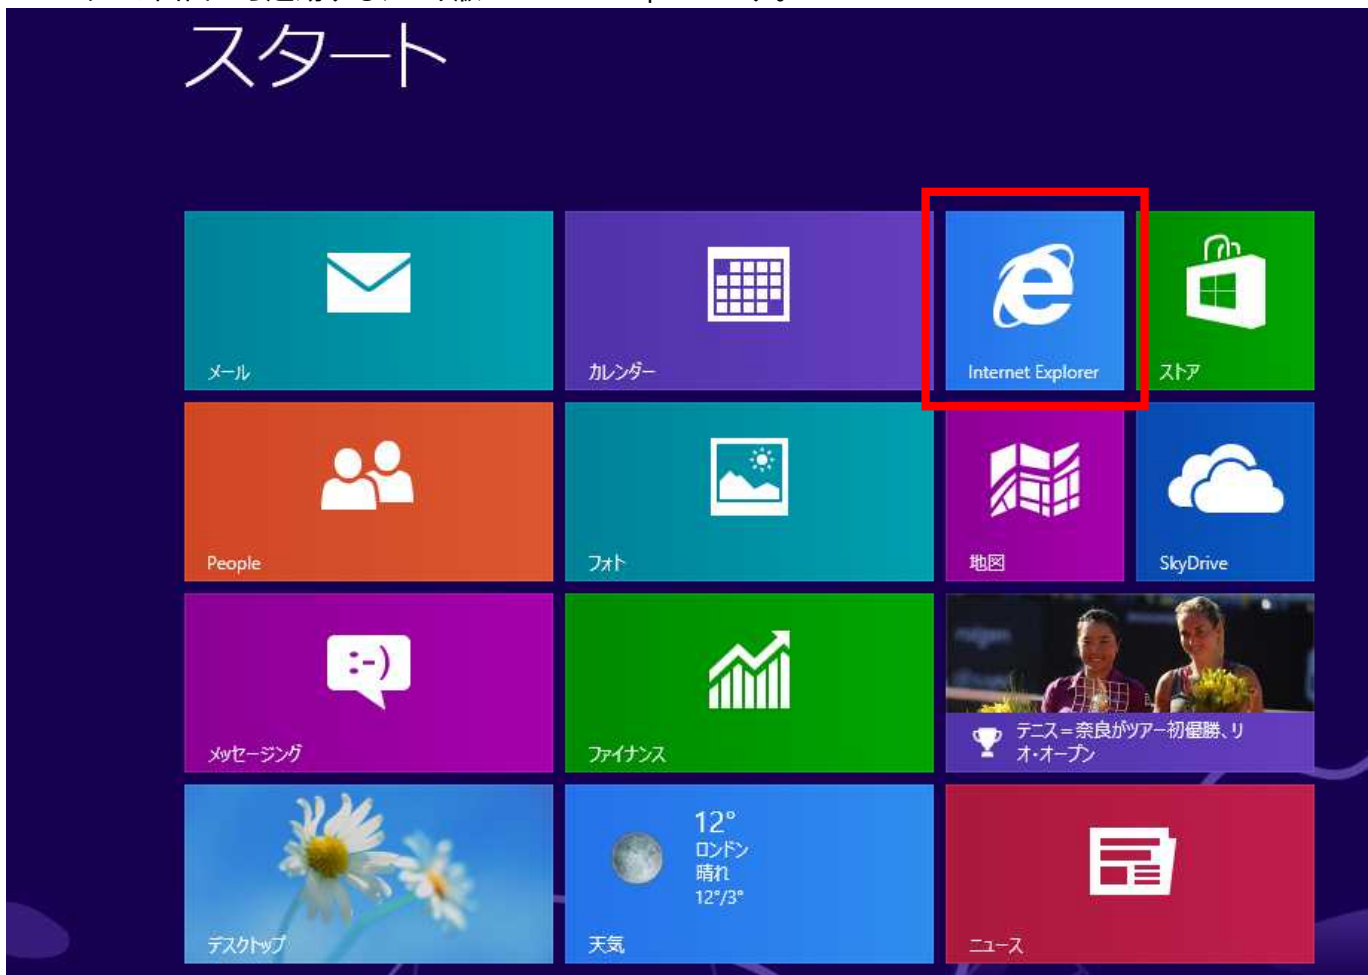 スタート
メール
カレンダー
Internet Explorer
ストア
People
フォト
地図
SkyDrive
:-)
メッセージング
ファイナンス
テニス＝奈良がツアー初優勝、リ
オ・オープン
デスクトップ
12°
ロンドン
晴れ
12°/3°
天気
ニュース